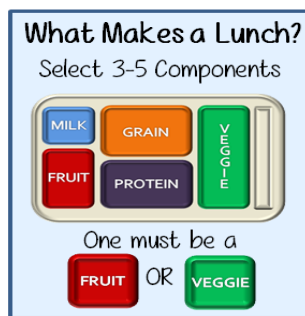 What Makes a Lunch?
Select 3-5 Components
MILK
GRAIN
VEGGIE
FRUIT
PROTEIN
One must be a
FRUIT OR VEGGIE